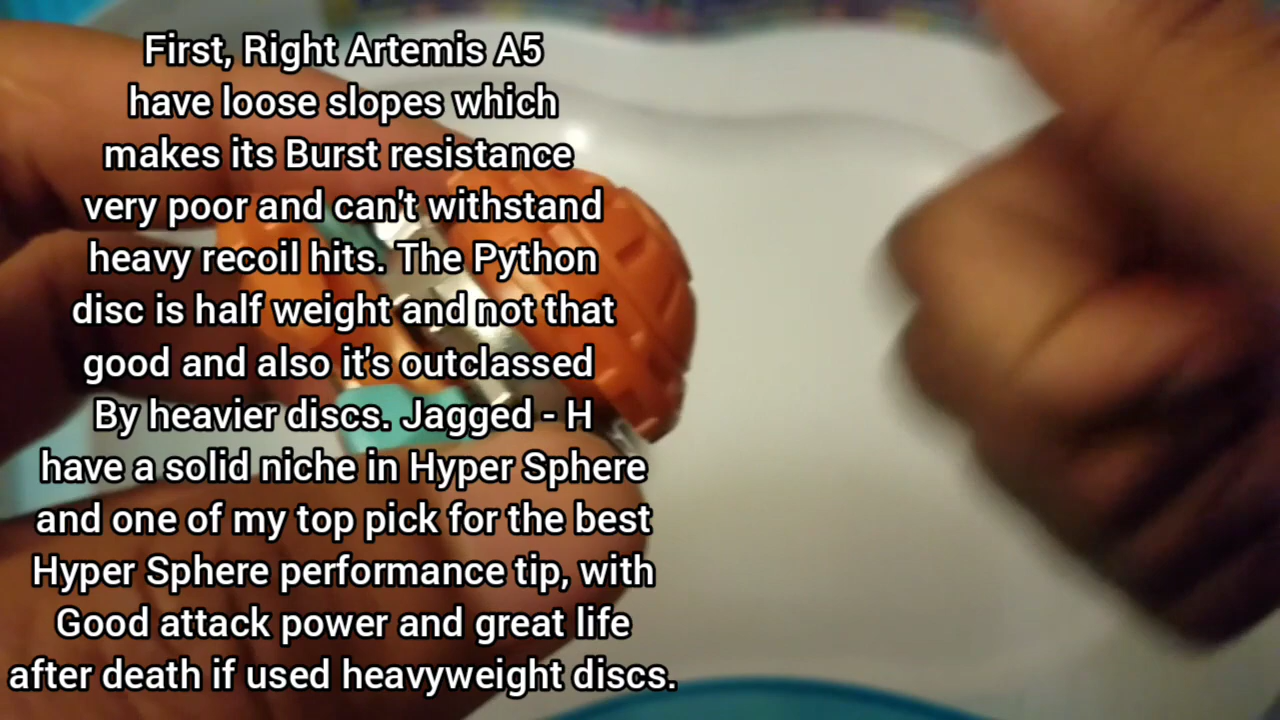 First, Right Artemis A5
have loose slopes which
makes its Burst resistance
very poor and can't withstand
heavy recoil hits. The Python
disc is half weight and not that
good and also it's outclassed
By heavier discs. Jagged - H
have a solid niche in Hyper Sphere
and one of my top pick for the best
Hyper Sphere performance tip, with
Good attack power and great life
after death if used heavyweight discs.